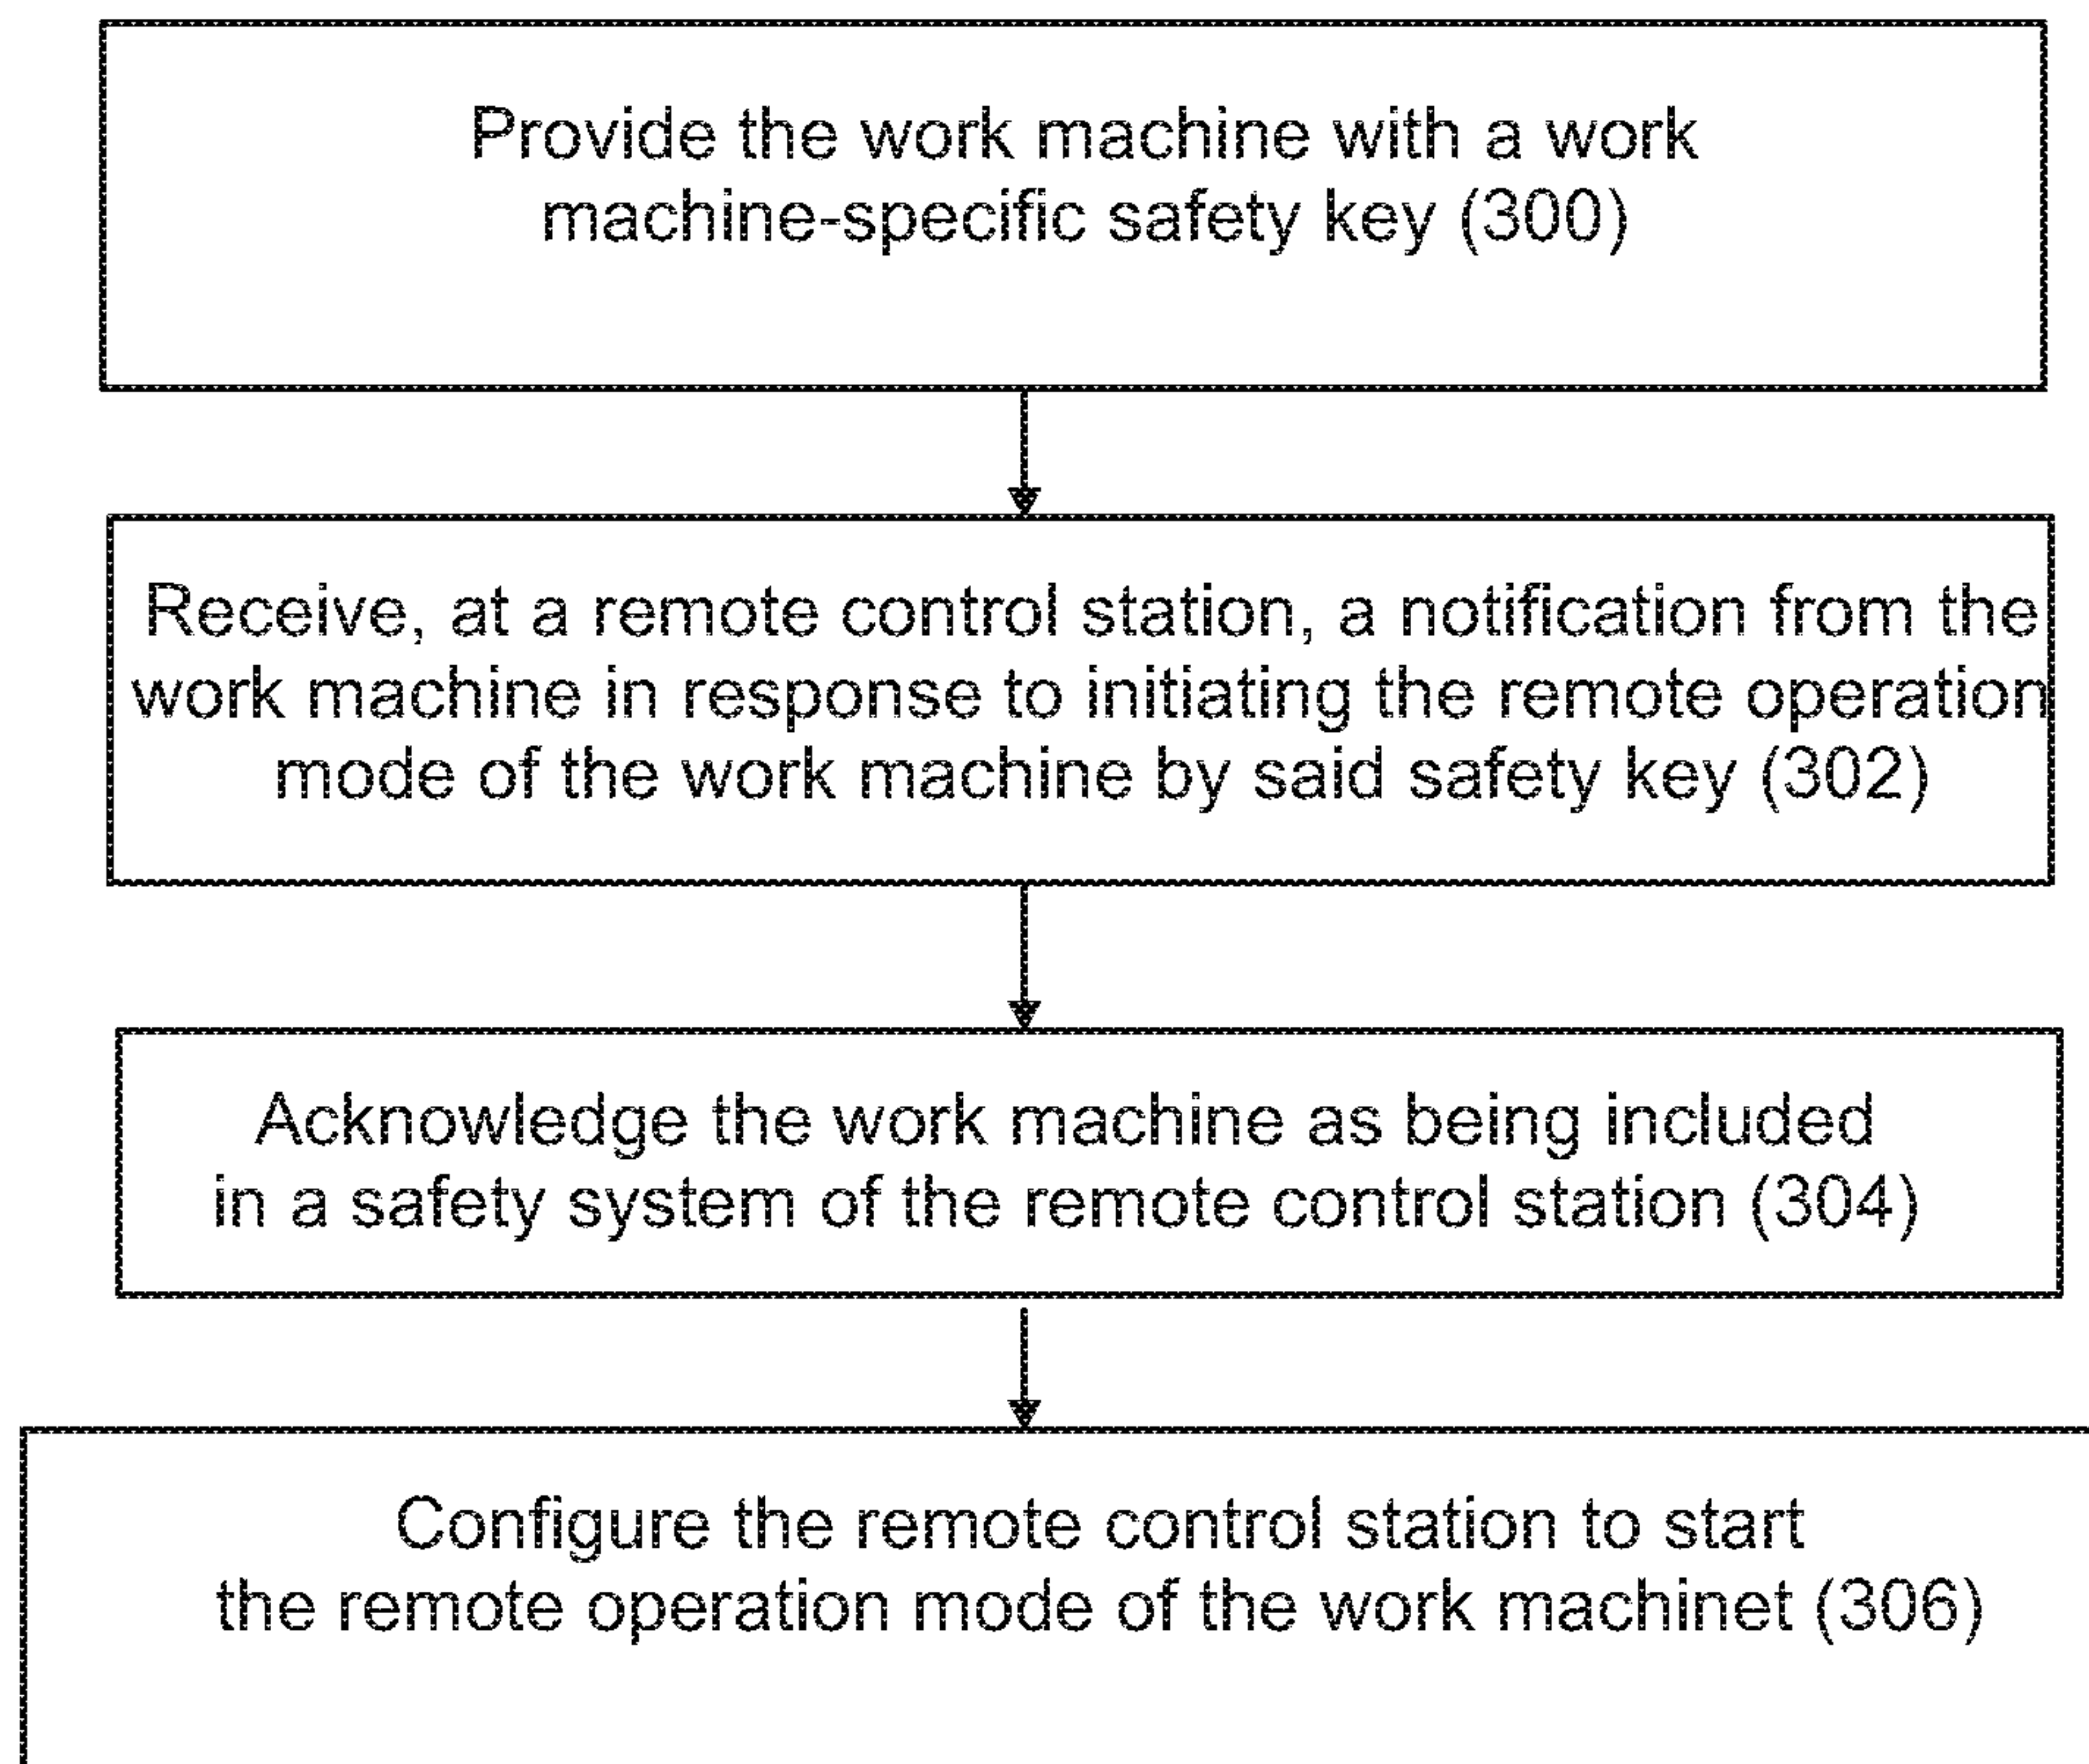 Provide the work machine with a work
machine-specific safety key (300)
Receive, at a remote control station, a notification from the
work machine in response to initiating the remote operation
mode of the work machine by said safety key (302)
Acknowledge the work machine as being included
in a safety system of the remote control station (304)
Configure the remote control station to start
the remote operation mode of the work machinet (306)